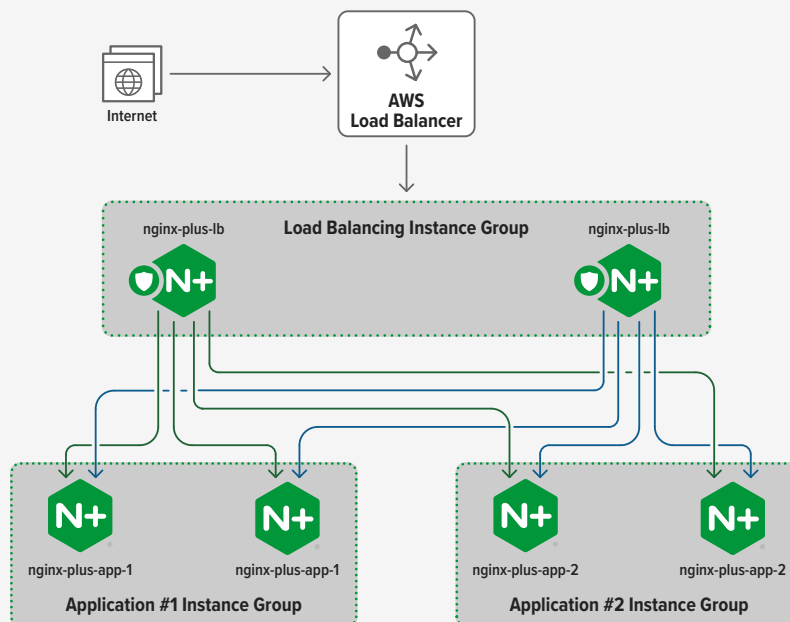 Internet
AWS
Load Balancer
nginx-plus-lb
Load Balancing Instance Group
nginx-plus-lb
N+
N+
N+
N+
N+
N+
nginx-plus-app-1
nginx-plus-app-1
nginx-plus-app-2
nginx-plus-app-2
Application #1 Instance Group
Application #2 Instance Group